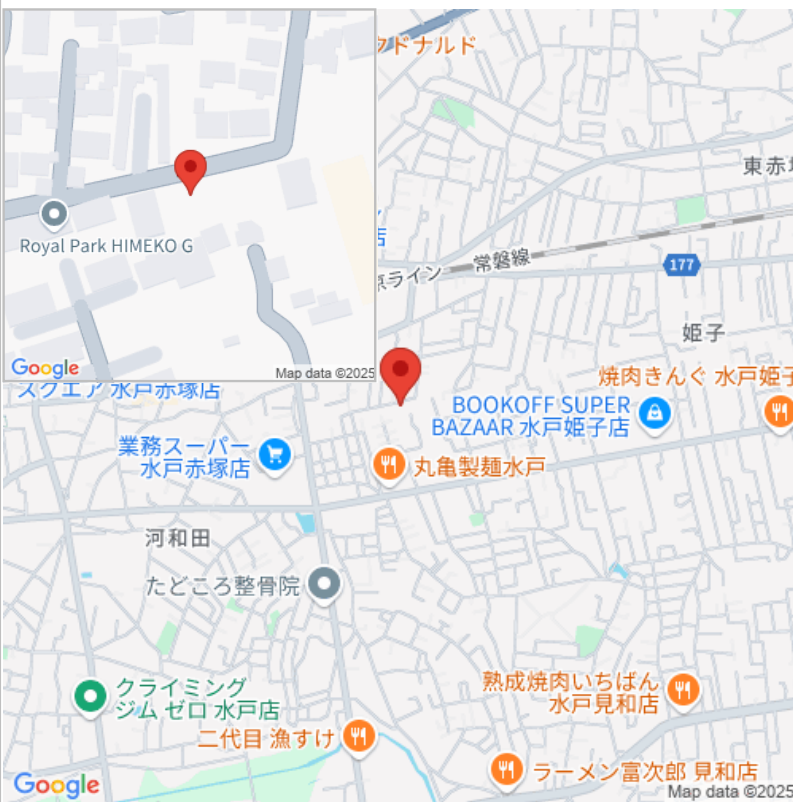 Royal Park HIMEKO G
Google
Map data ©2025
クドナルド
東赤塚
店
常磐線
京ライン
177
姫子
スクエア 水戸赤塚店
焼肉きんぐ 水戸姫子
BOOKOFF SUPER
BAZAAR 水戸姫子店
業務スーパー
水戸赤塚店
丸亀製麺水戸
河和田
たどころ整骨院
クライミング
ジム ゼロ 水戸店
熟成焼肉いちばん
水戸見和店
二代目 漁すけ
ラーメン富次郎 見和店
Google
Map data ©2025